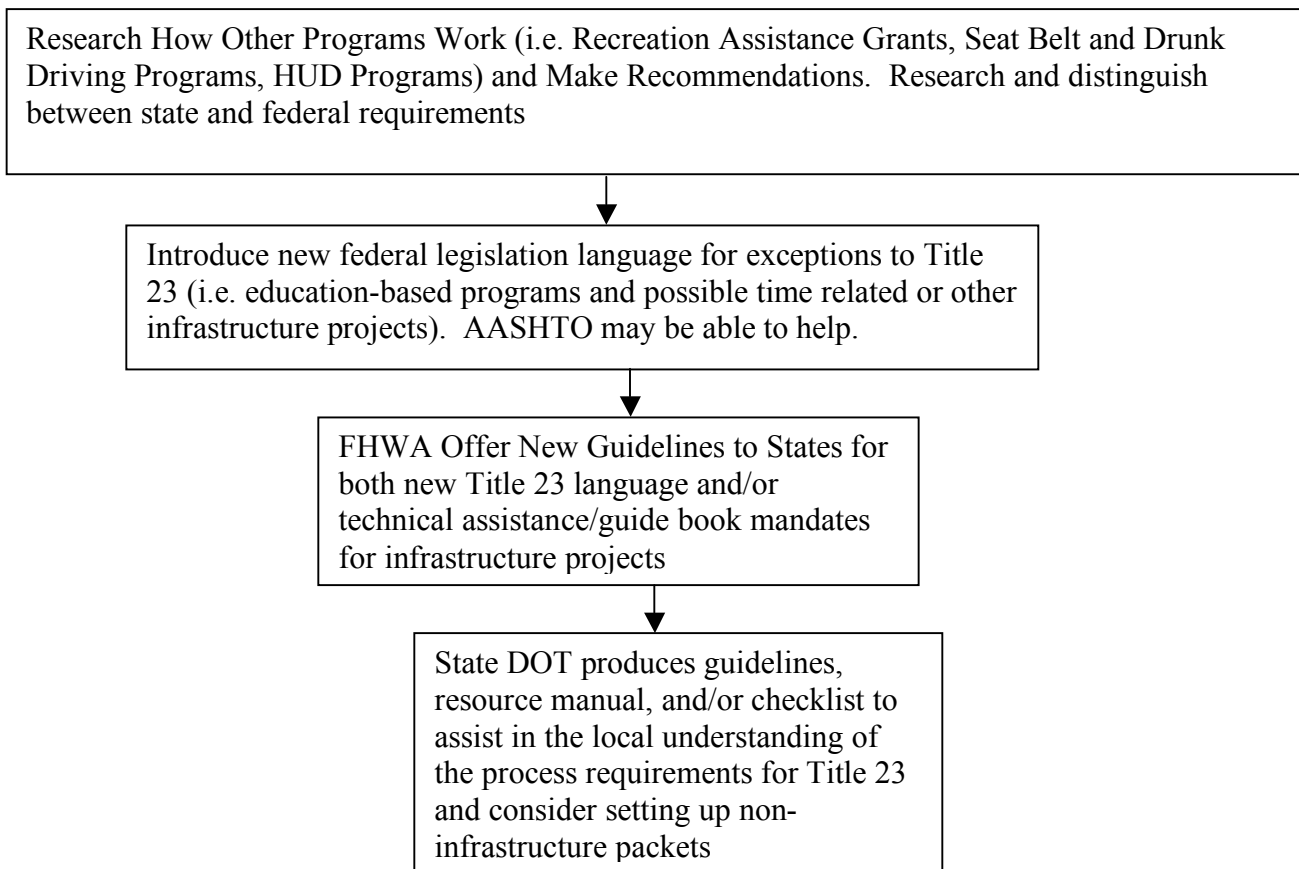 Research How Other Programs Work (i.e. Recreation Assistance Grants, Seat Belt and Drunk
Driving Programs, HUD Programs) and Make Recommendations.  Research and distinguish
between state and federal requirements
Introduce new federal legislation language for exceptions to Title
23 (i.e. education-based programs and possible time related or other
infrastructure projects).  AASHTO may be able to help.
FHWA Offer New Guidelines to States for
both new Title 23 language and/or
technical assistance/guide book mandates
for infrastructure projects
State DOT produces guidelines,
resource manual, and/or checklist to
assist in the local understanding of
the process requirements for Title 23
and consider setting up non-
infrastructure packets